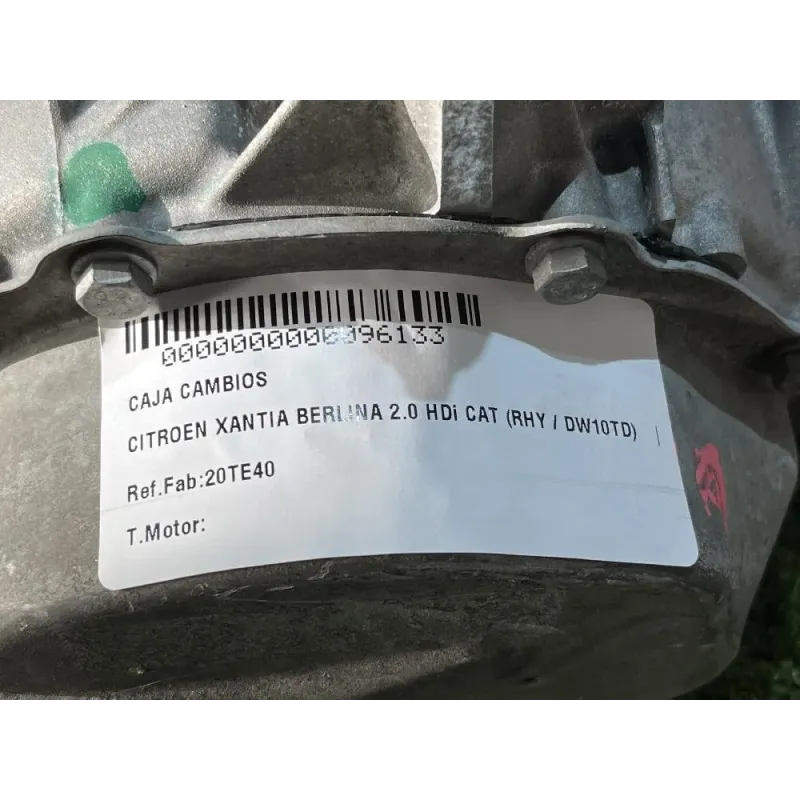 0000000000096133
CAJA CAMBIOS
CITROEN XANTIA BERLINA 2.0 HDi CAT (RHY / DW10TD) |
Ref.Fab:20TE40
T.Motor: